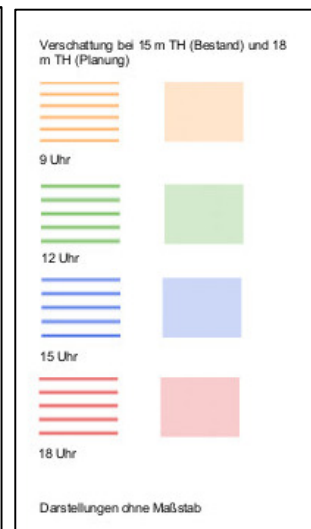 Verschattung bei 15 m TH (Bestand) und 18
m TH (Planung)
9 Uhr
12 Uhr
15 Uhr
18 Uhr
Darstellungen ohne Maßstab